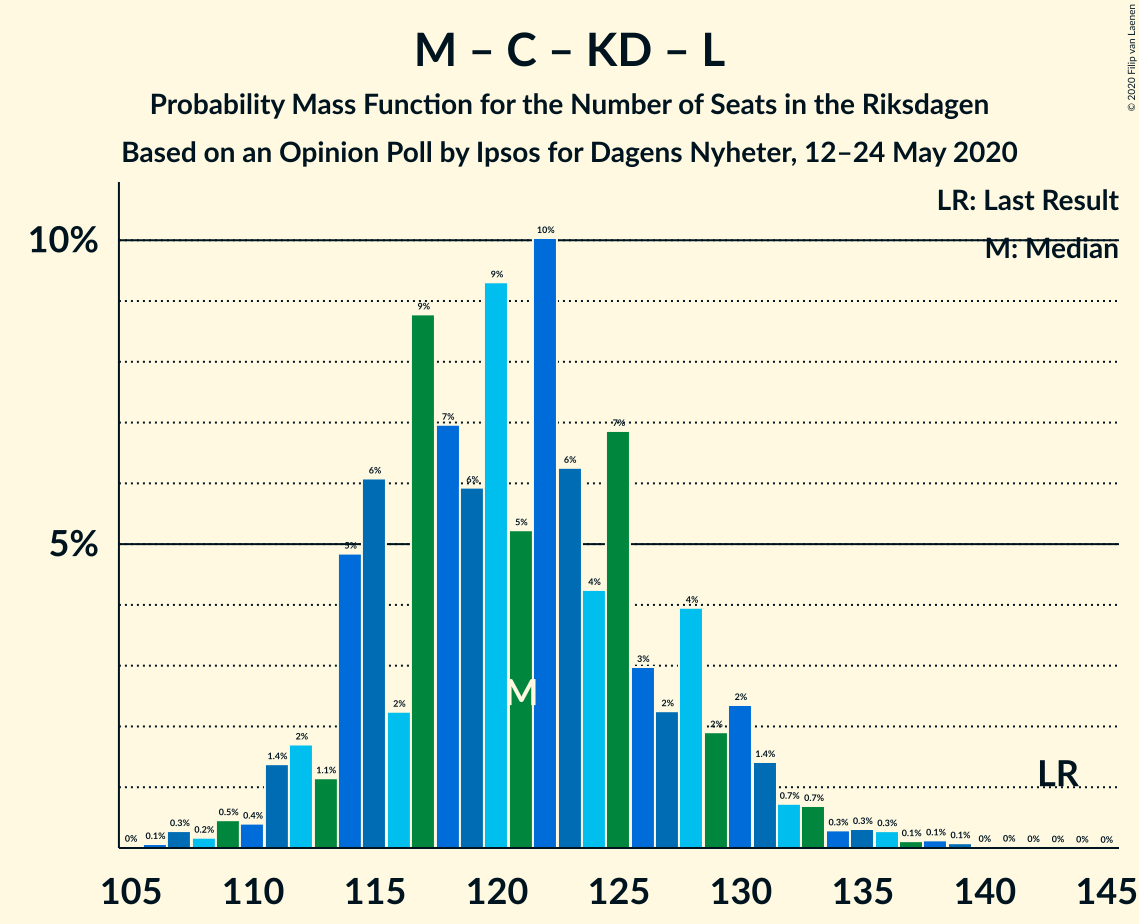 M – C – KD – L
Probability Mass Function for the Number of Seats in the Riksdagen
Based on an Opinion Poll by Ipsos for Dagens Nyheter, 12–24 May 2020
© 2020 Filip van Laenen
LR: Last Result
M: Median
10%
5%
0% 0.1% 0.3% 0.2% 0.5% 0.4% 1.4% 2% 1.1% 5% 6% 2% 9% 7% 6% 9% 5% 10% 6% 4% 7% 3% 2% 4% 2% 2% 1.4% 0.7% 0.7% 0.3% 0.3% 0.3% 0.1% 0.1% 0.1% 0% 0% 0% 0% 0% 0%
M
LR
105 110 115 120 125 130 135 140 145